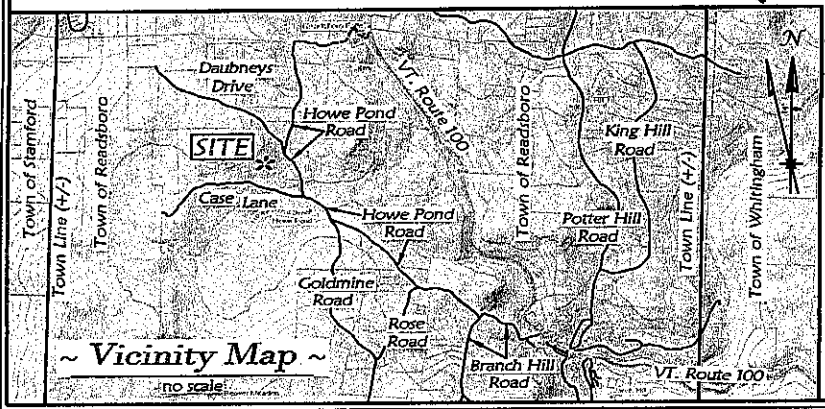 Daubneys
Drive
Howe Pond
Road
SITE
Case Lane
Howe Pond
Road
Goldmine
Road
Rose
Road
Branch Hill
Road
VT. Route 100
VT. Route 100
King Hill
Road
Potter Hill
Road
Town of Stamford
Town Line (+/-)
Town of Readsboro
Town of Readsboro
Town Line (+/-)
Town of Whitingham
N
~ Vicinity Map ~
no scale